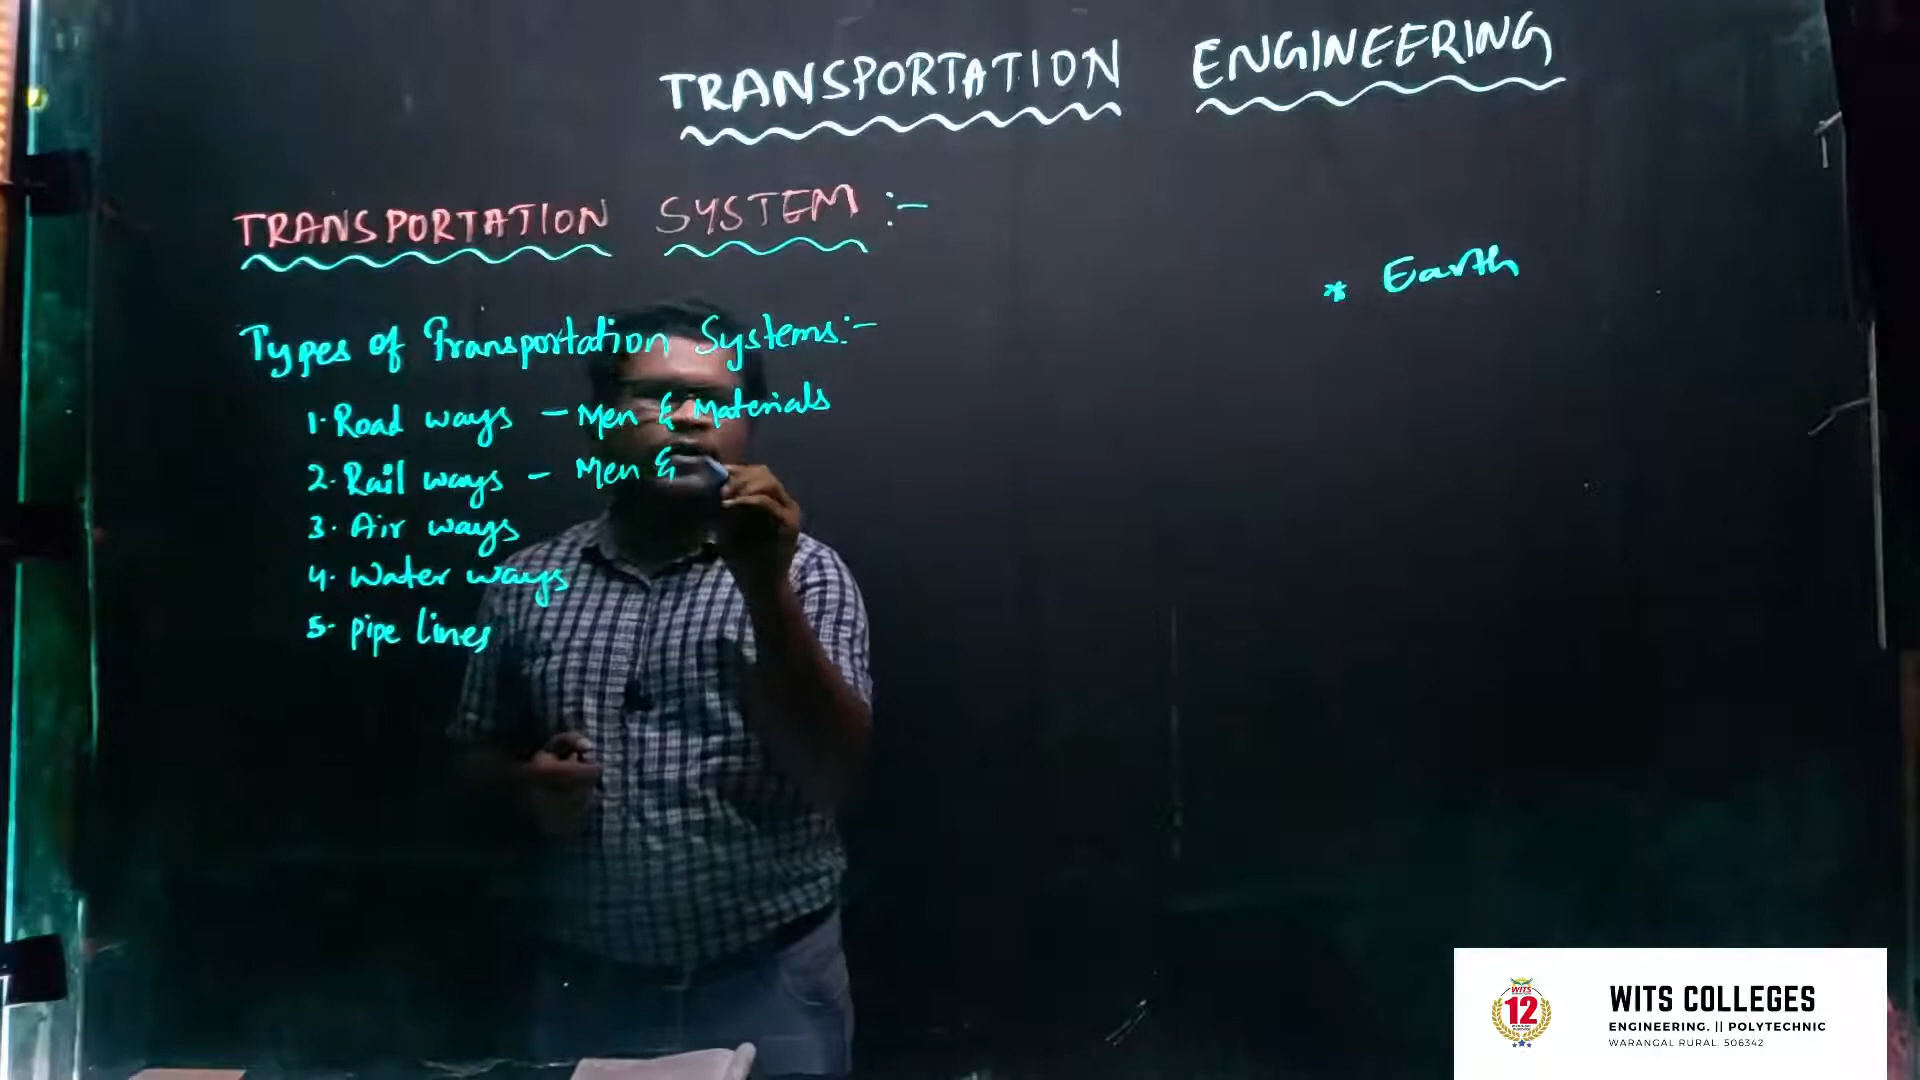 TRANSPORTATION ENGINEERING
TRANSPORTATION SYSTEM :-
* Earth
Types of Transportation Systems:-
1. Road ways - Men & Materials
2. Rail ways - Men &
3. Air ways
4. Water ways
5. pipe lines
WITS
12
WITS COLLEGES
ENGINEERING. || POLYTECHNIC
WARANGAL RURAL. 506342